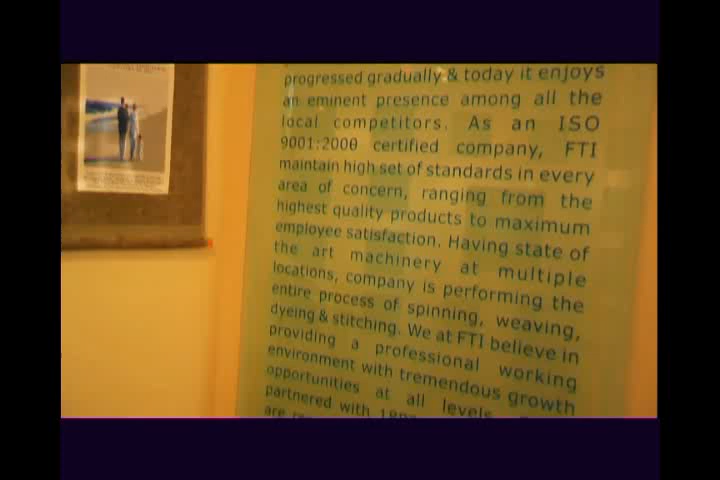 progressed gradually & today it enjoys
an eminent presence among all the
local competitors. As an ISO
9001:2000 certified company, FTI
maintain high set of standards in every
area of concern, ranging from the
highest quality products to maximum
employee satisfaction. Having state of
the art machinery at multiple
locations, company is performing the
entire process of spinning, weaving,
dyeing & stitching. We at FTI believe in
providing a professional working
environment with tremendous growth
opportunities at all levels.
partnered with
are